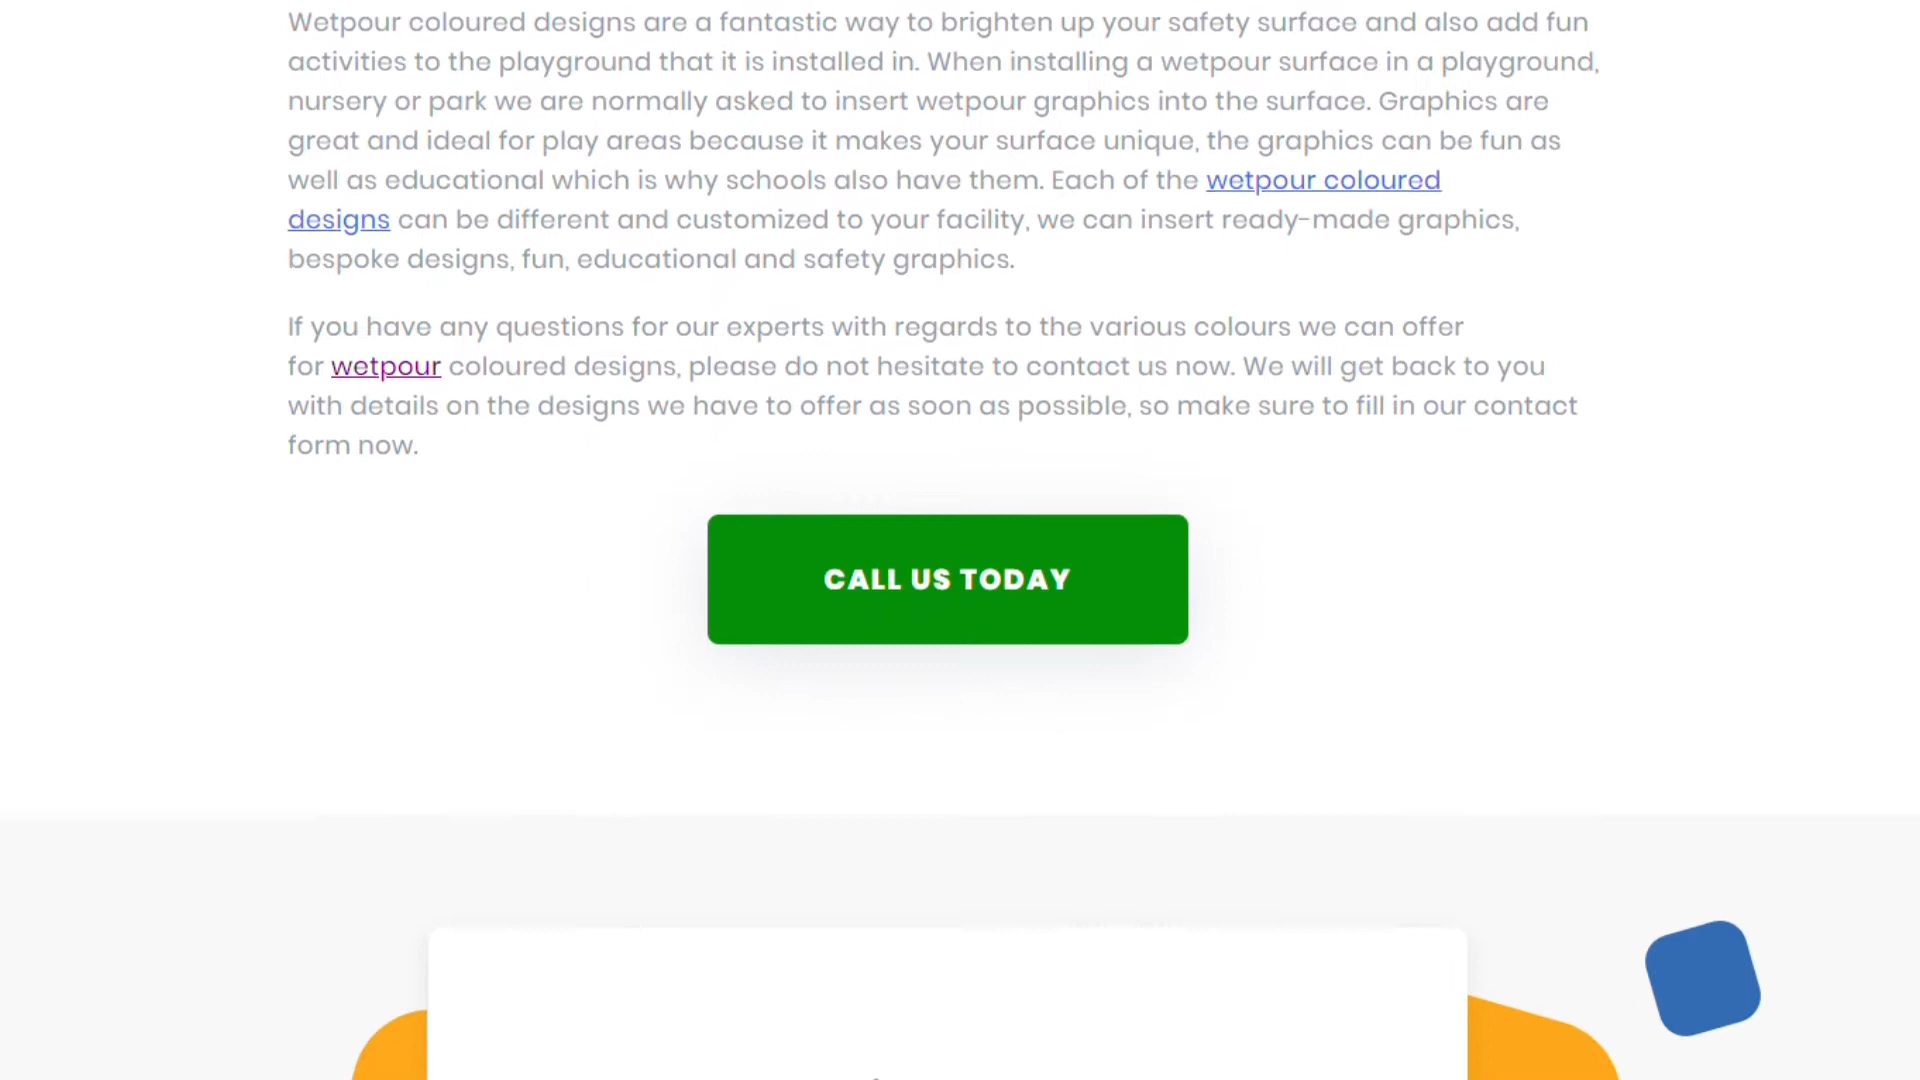 Wetpour coloured designs are a fantastic way to brighten up your safety surface and also add fun
activities to the playground that it is installed in. When installing a wetpour surface in a playground,
nursery or park we are normally asked to insert wetpour graphics into the surface. Graphics are
great and ideal for play areas because it makes your surface unique, the graphics can be fun as
well as educational which is why schools also have them. Each of the wetpour coloured
designs can be different and customized to your facility, we can insert ready-made graphics,
bespoke designs, fun, educational and safety graphics.
If you have any questions for our experts with regards to the various colours we can offer
for wetpour coloured designs, please do not hesitate to contact us now. We will get back to you
with details on the designs we have to offer as soon as possible, so make sure to fill in our contact
form now.
CALL US TODAY